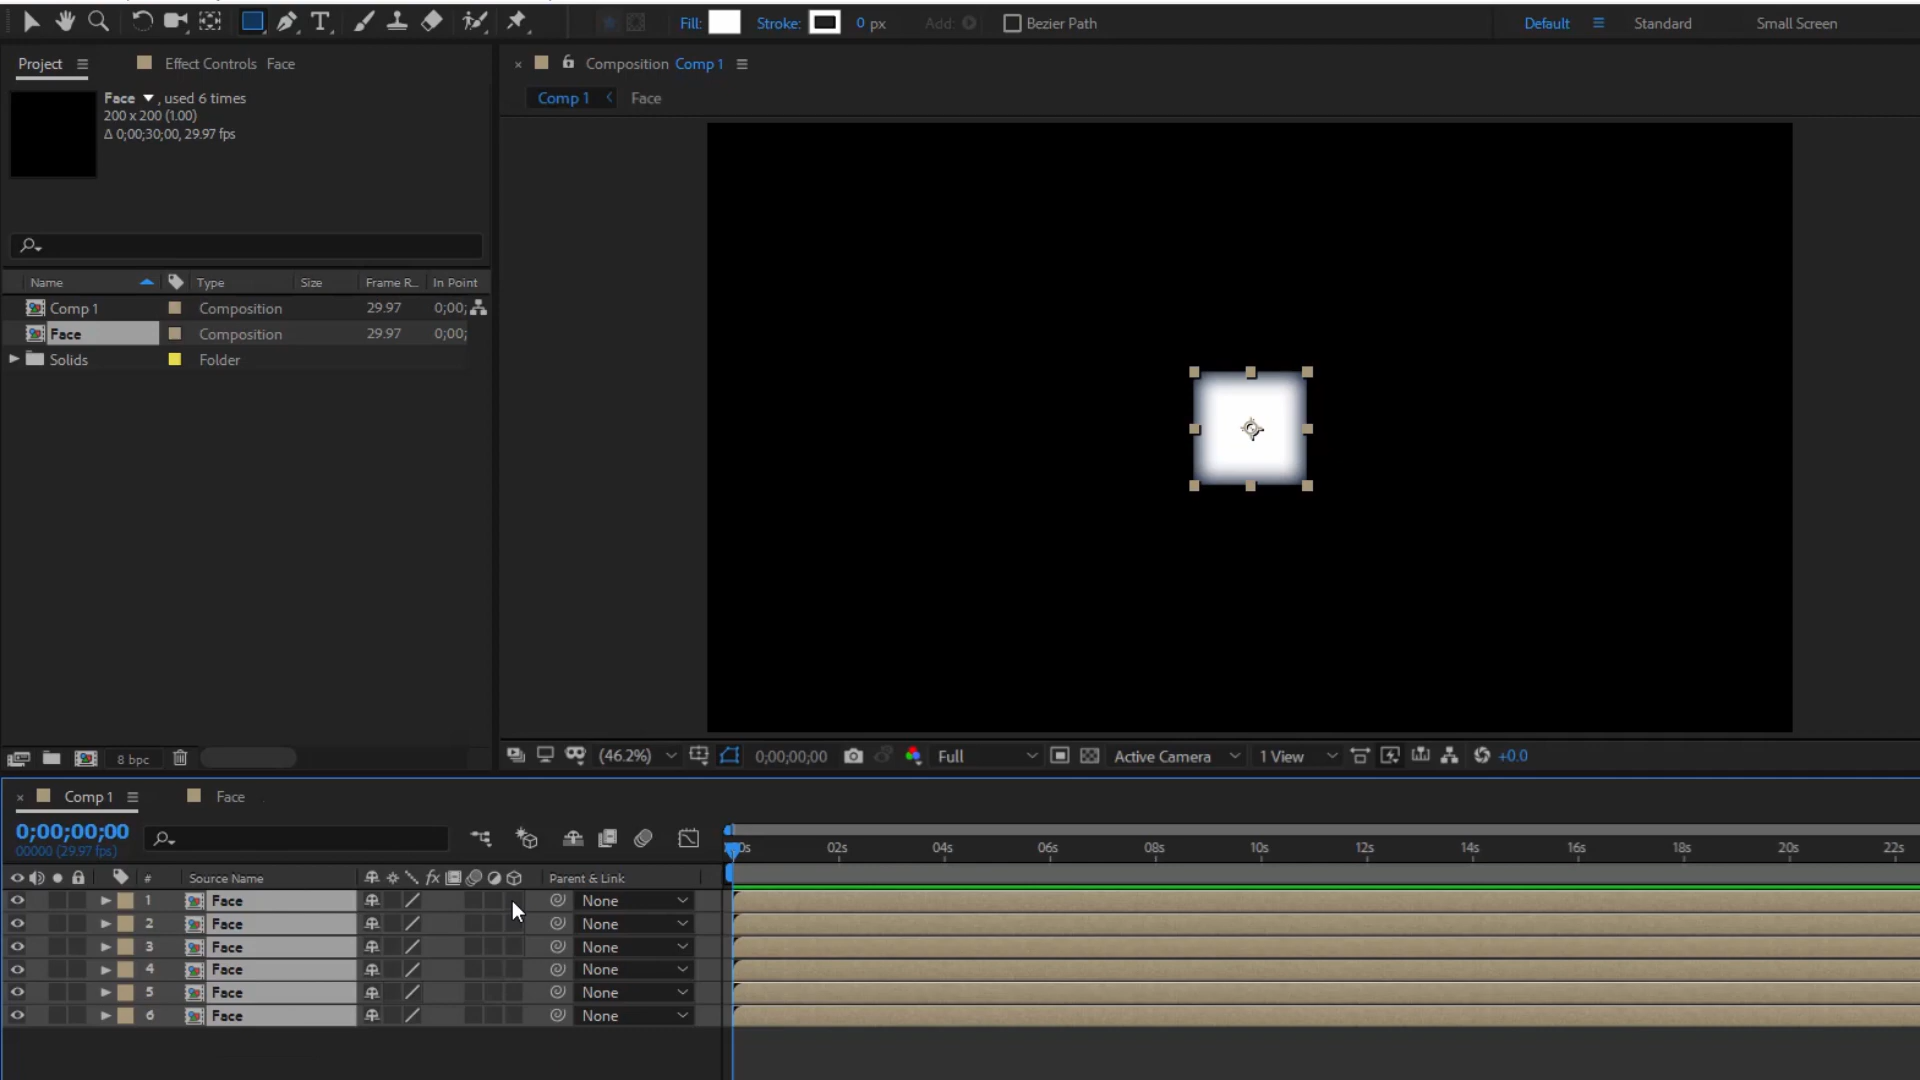 Fill:
Stroke:
0 px
Add:
Bezier Path
Default
Standard
Small Screen
Project
Effect Controls Face
Face , used 6 times
200 x 200 (1.00)
Δ 0;00;30;00, 29.97 fps
Composition Comp 1
Comp 1
Face
Name
Type
Size
Frame R...
In Point
Comp 1
Composition
29.97
0;00;
Face
Composition
29.97
0;00;
Solids
Folder
8 bpc
(46.2%)
0;00;00;00
Full
Active Camera
1 View
+0.0
Comp 1
Face
0;00;00;00
00000 (29.97 fps)
02s
04s
06s
08s
10s
12s
14s
16s
18s
20s
22s
#
Source Name
fx
Parent & Link
1
Face
None
2
Face
None
3
Face
None
4
Face
None
5
Face
None
6
Face
None